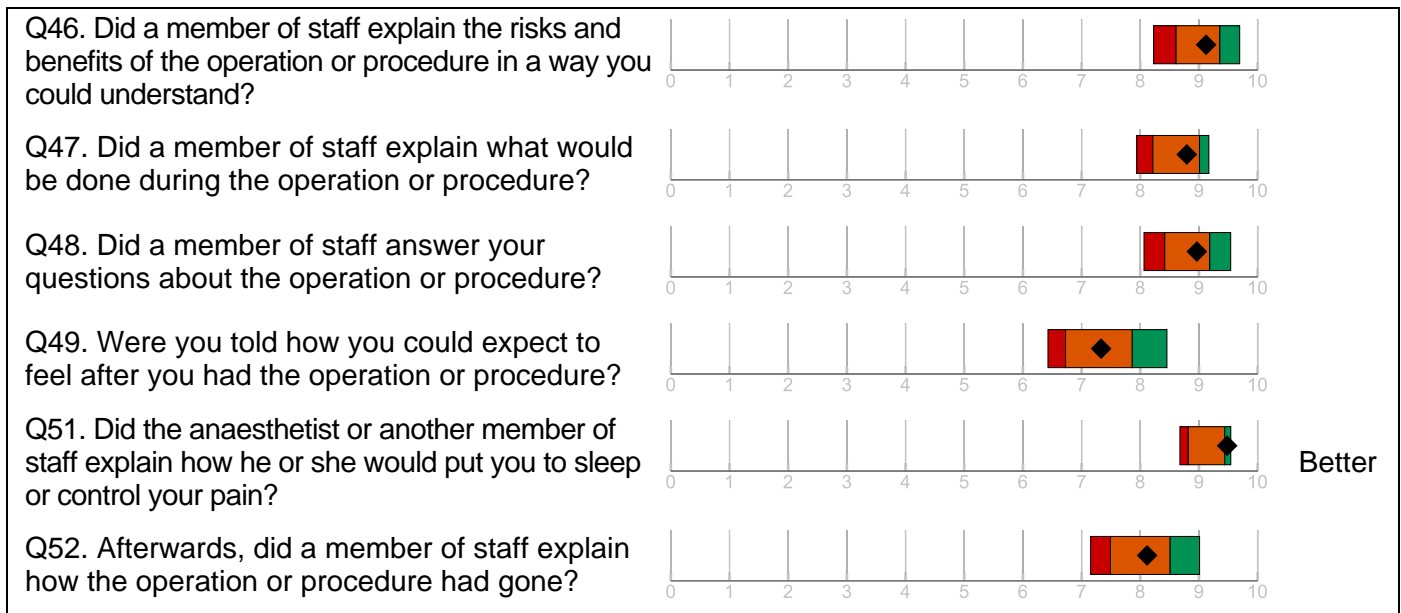 Q46. Did a member of staff explain the risks and
benefits of the operation or procedure in a way you
could understand?
0 1 2 3 4 5 6 7 8 9 10
Q47. Did a member of staff explain what would
be done during the operation or procedure?
0 1 2 3 4 5 6 7 8 9 10
Q48. Did a member of staff answer your
questions about the operation or procedure?
0 1 2 3 4 5 6 7 8 9 10
Q49. Were you told how you could expect to
feel after you had the operation or procedure?
0 1 2 3 4 5 6 7 8 9 10
Q51. Did the anaesthetist or another member of
staff explain how he or she would put you to sleep
or control your pain?
0 1 2 3 4 5 6 7 8 9 10
Better
Q52. Afterwards, did a member of staff explain
how the operation or procedure had gone?
0 1 2 3 4 5 6 7 8 9 10